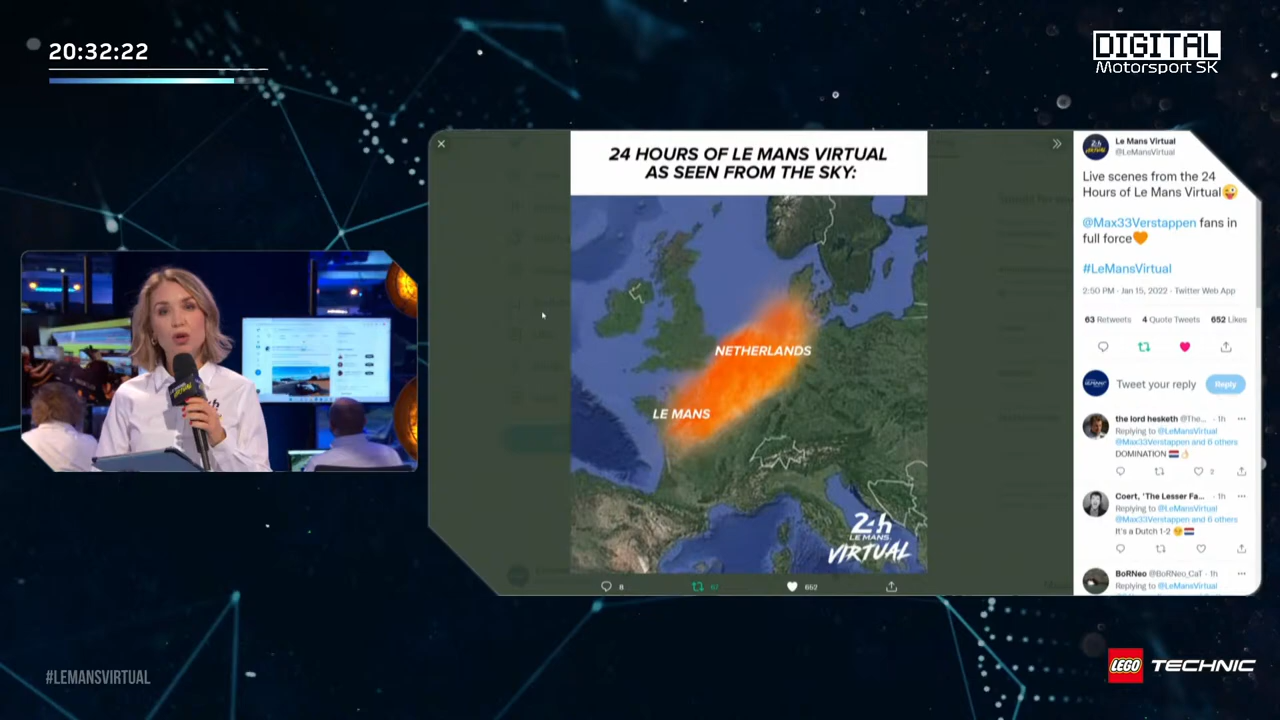 20:32:22
DIGITAL
Motorsport SK
24 HOURS OF LE MANS VIRTUAL
AS SEEN FROM THE SKY:
NETHERLANDS
LE MANS
24h
LE MANS
VIRTUAL
8
67
652
Le Mans Virtual
@LeMansVirtual
Live scenes from the 24
Hours of Le Mans Virtual😜
@Max33Verstappen fans in
full force🧡
#LeMansVirtual
2:50 PM · Jan 15, 2022 · Twitter Web App
63 Retweets 4 Quote Tweets 652 Likes
Tweet your reply
Reply
the lord hesketh @The... · 1h
Replying to @LeMansVirtual
@Max33Verstappen and 6 others
DOMINATION 🇳🇱👌
2
Coert, 'The Lesser Fa... · 1h
Replying to @LeMansVirtual
@Max33Verstappen and 6 others
It's a Dutch 1-2 😊🇳🇱
BoRNeo @BoRNeo_CaT · 1h
Replying to @LeMansVirtual
#LEMANSVIRTUAL
LEGO TECHNIC